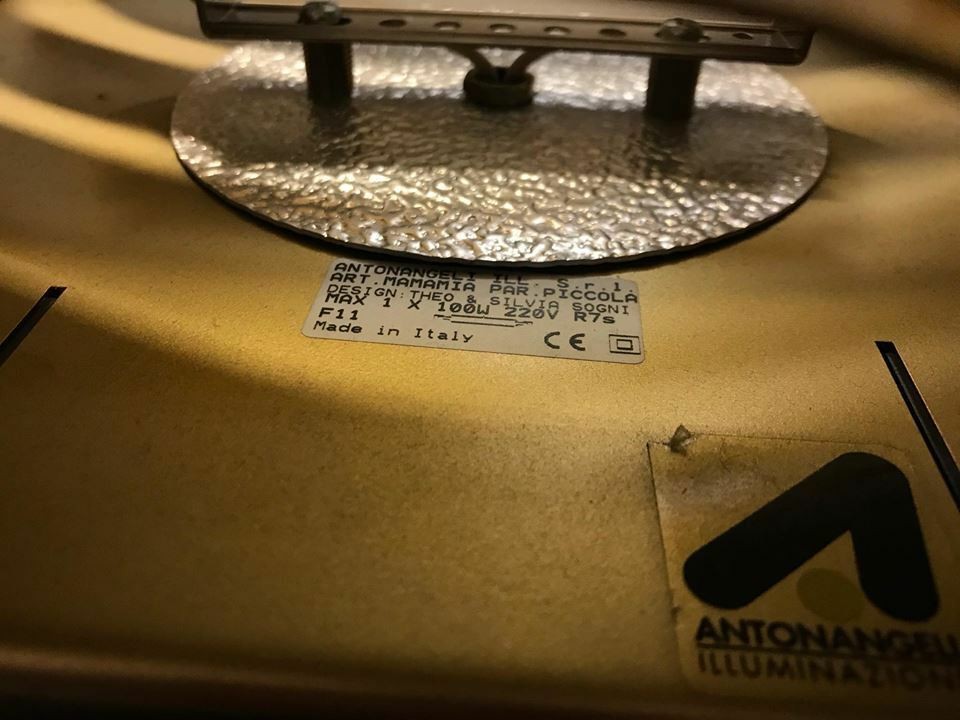 ANTONANGELI ILL. S.r.l.
ART.MAMAMIA PAR.PICCOLA
DESIGN:THEO & SILVIA SOGNI
MAX 1 X 100W 220V R7s
F11
Made in Italy CE
ANTONANGELI
ILLUMINAZION